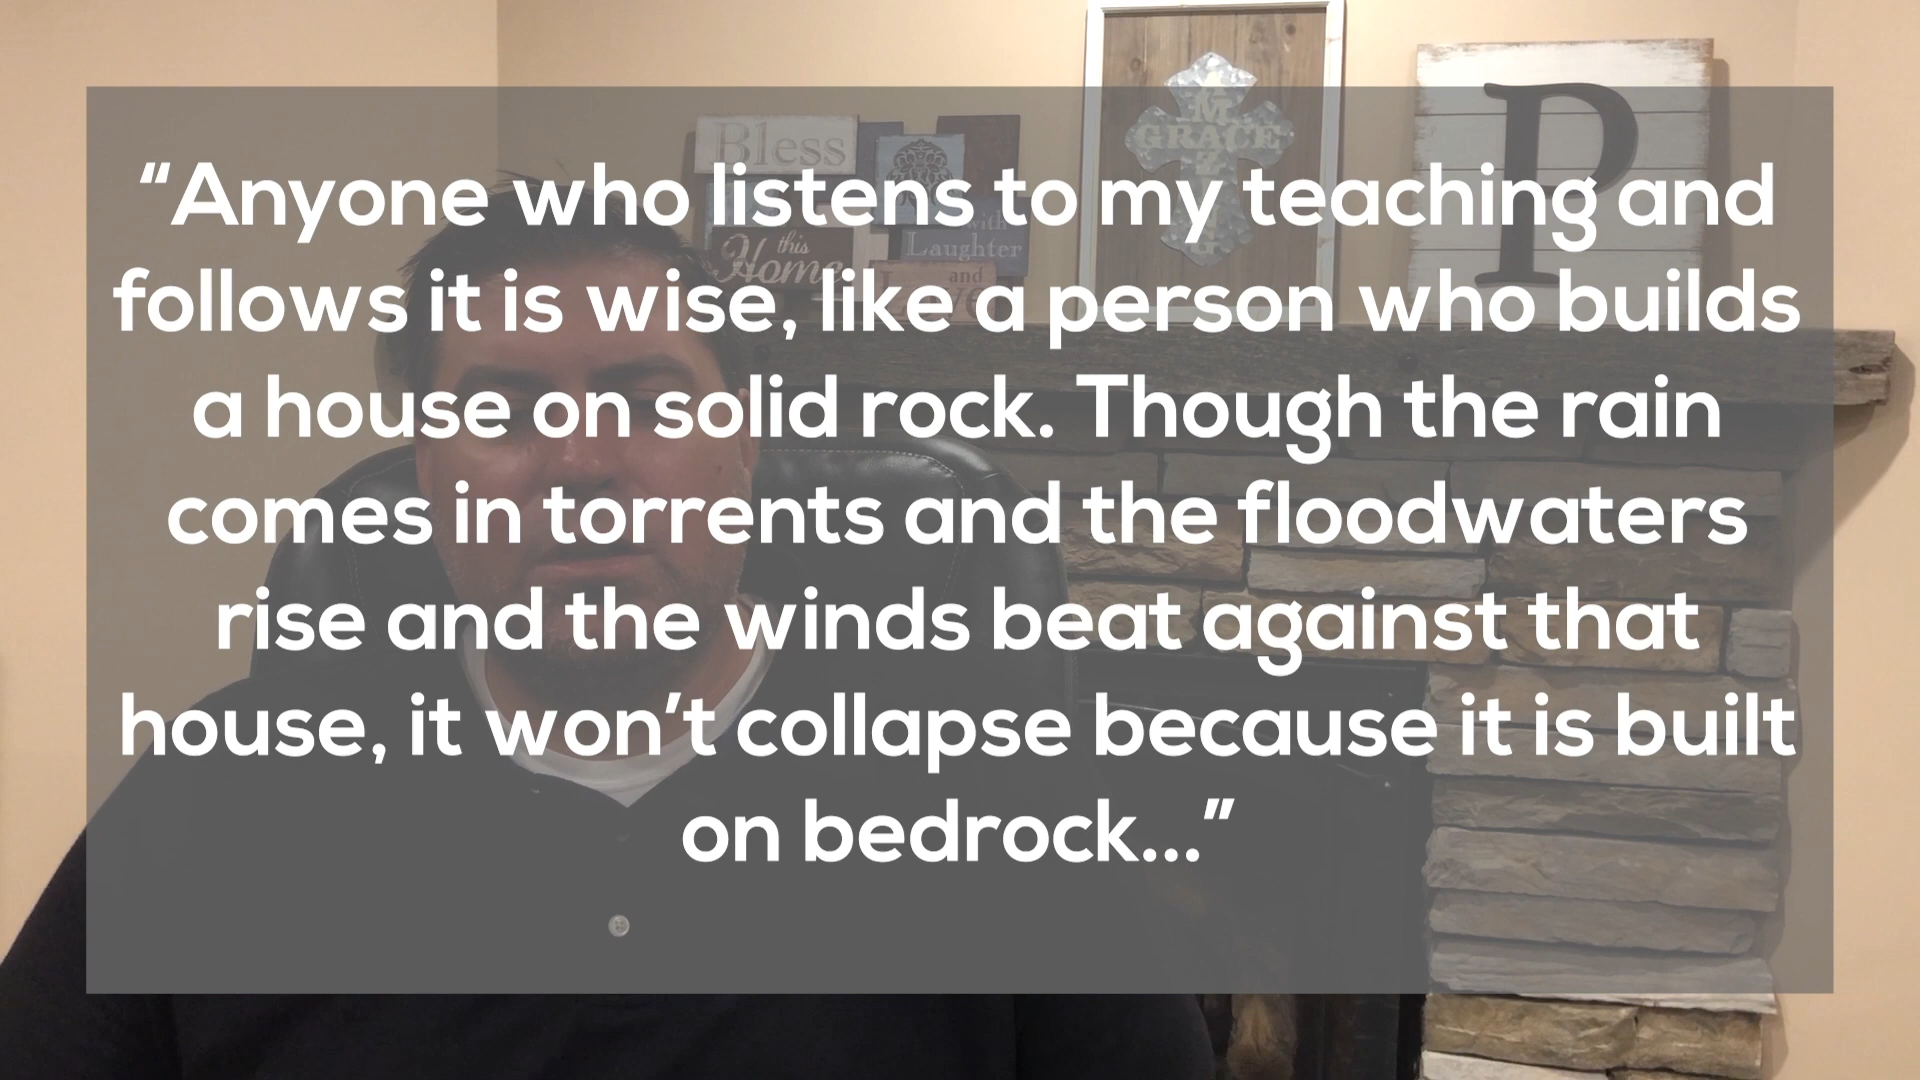 Bless
this
Home
with
Laughter
and
AMAZING
GRACE
P
“Anyone who listens to my teaching and
follows it is wise, like a person who builds
a house on solid rock. Though the rain
comes in torrents and the floodwaters
rise and the winds beat against that
house, it won’t collapse because it is built
on bedrock...”